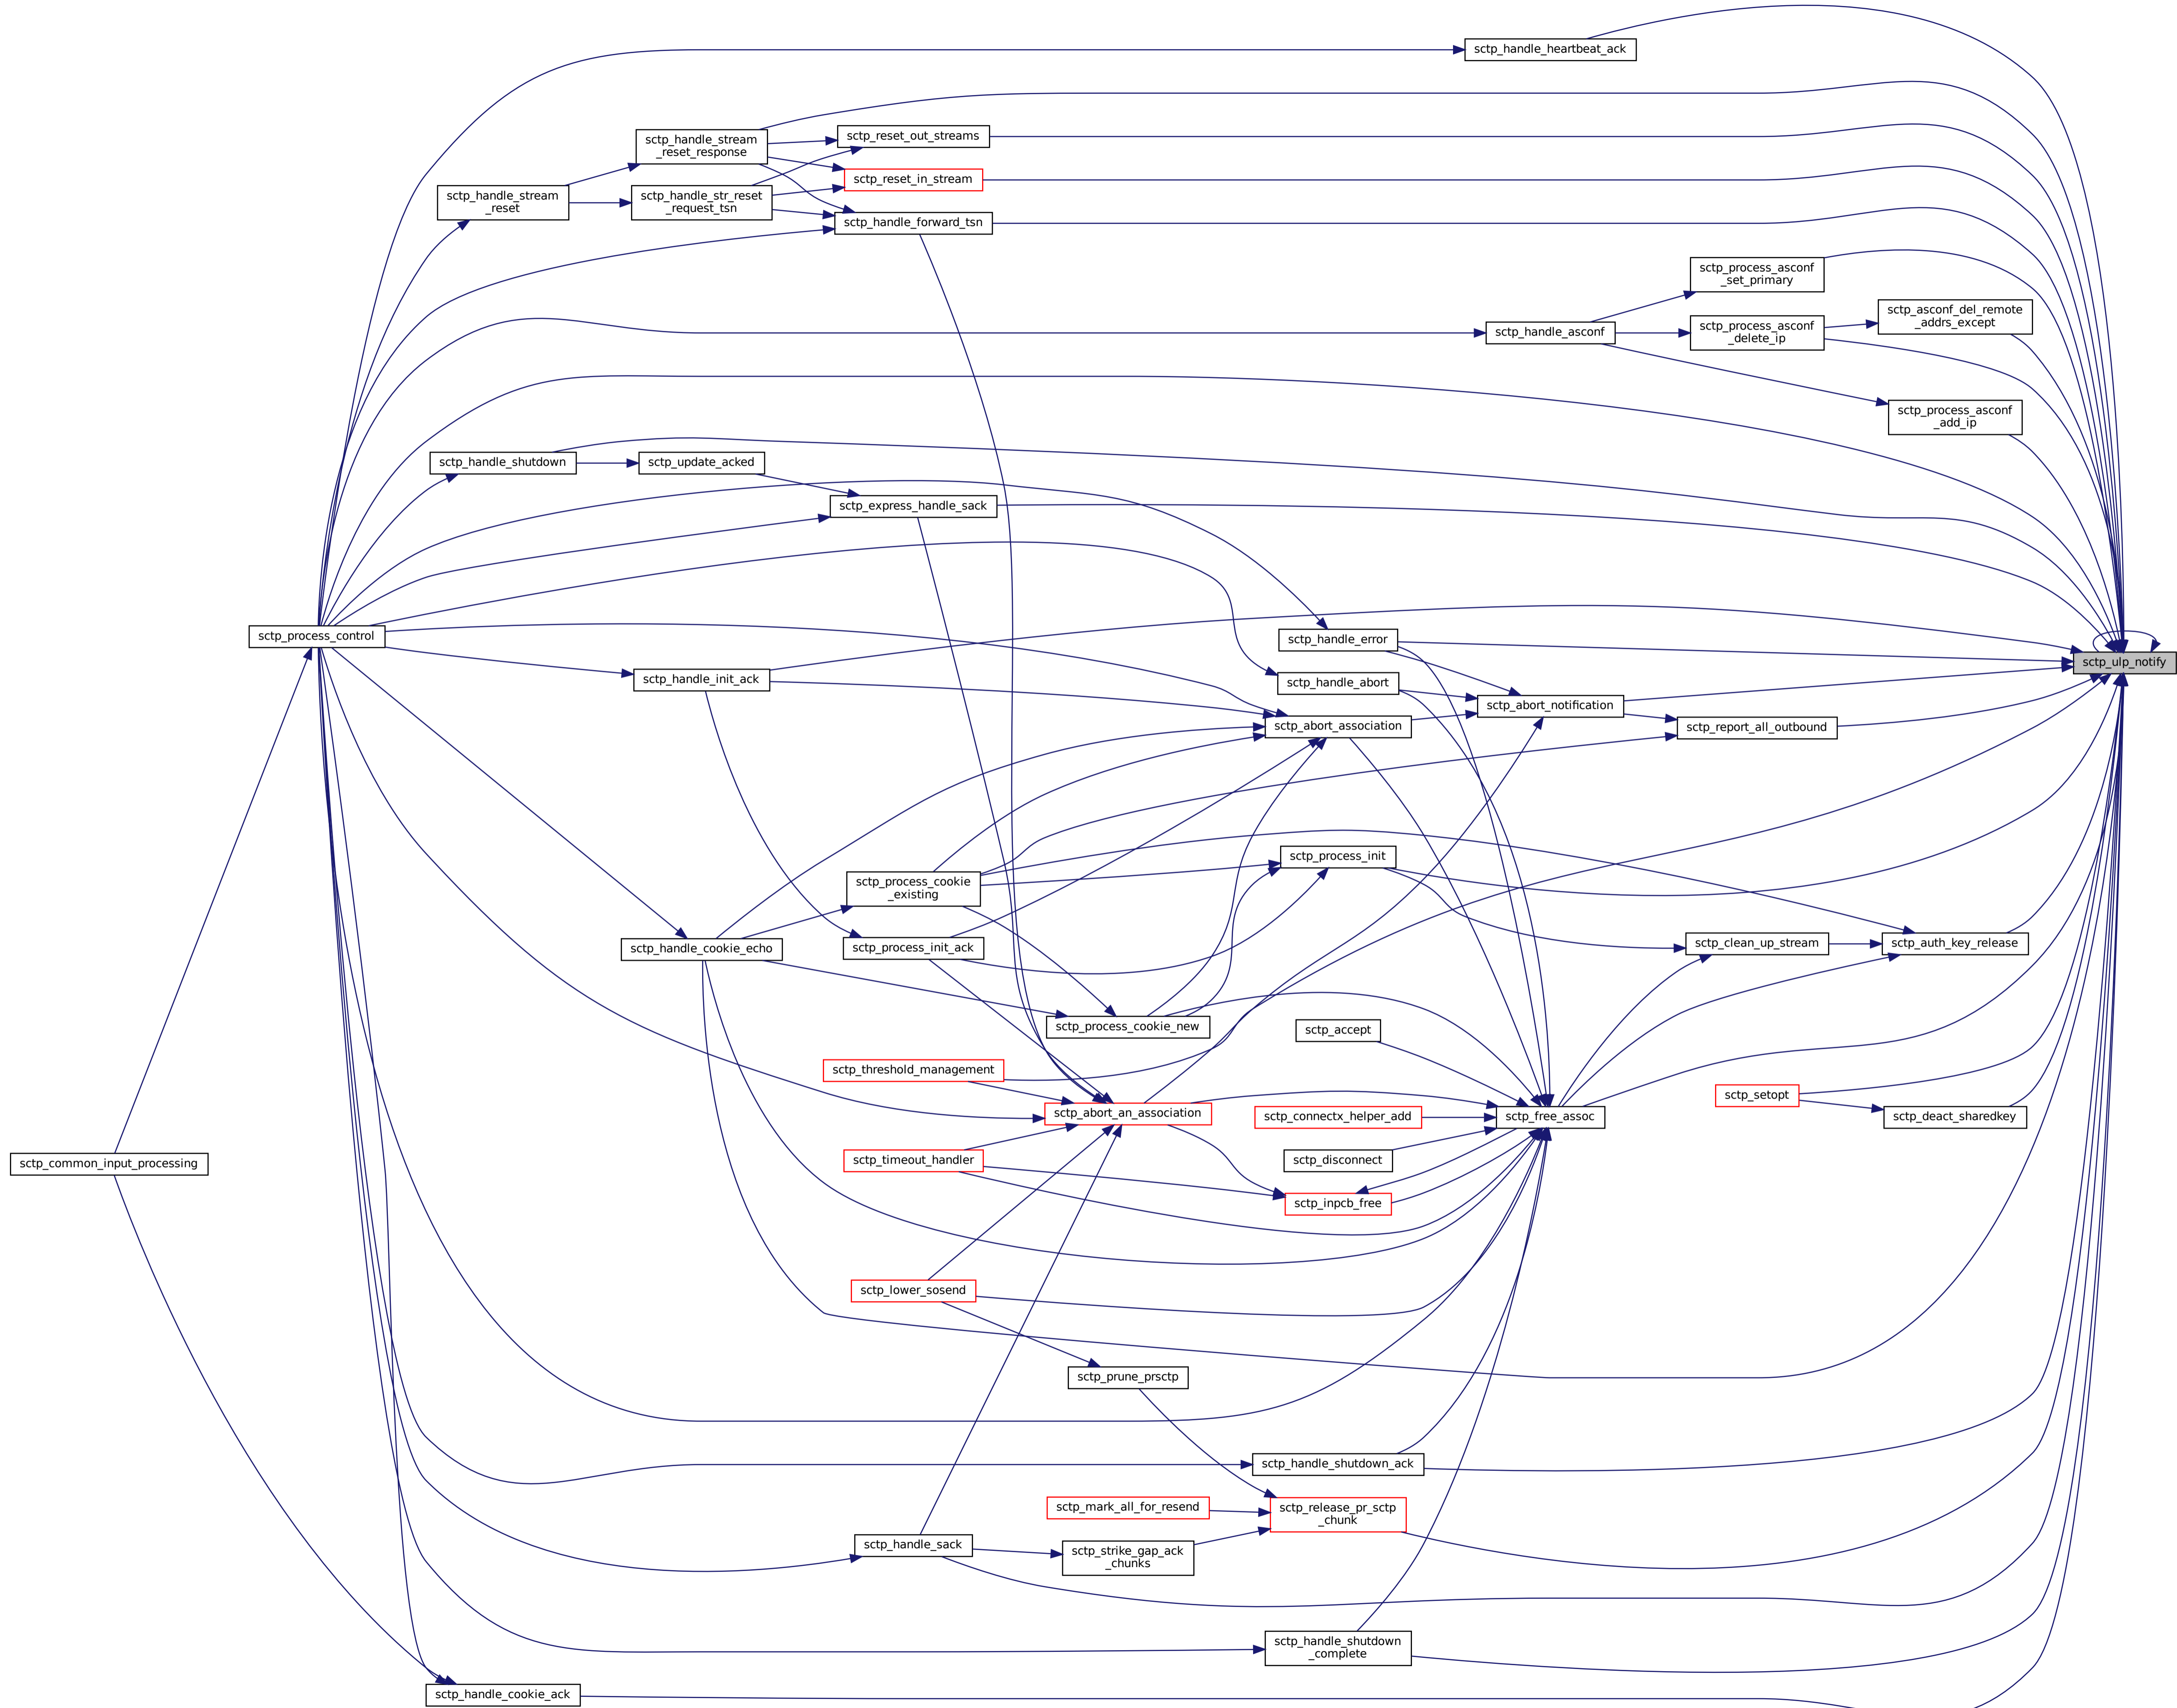 sctp_handle_heartbeat_ack
sctp_handle_stream
_reset_response
sctp_reset_out_streams
sctp_reset_in_stream
sctp_handle_stream
_reset
sctp_handle_str_reset
_request_tsn
sctp_handle_forward_tsn
sctp_process_asconf
_set_primary
sctp_handle_asconf
sctp_process_asconf
_delete_ip
sctp_asconf_del_remote
_addrs_except
sctp_process_asconf
_add_ip
sctp_handle_shutdown
sctp_update_acked
sctp_express_handle_sack
sctp_process_control
sctp_handle_error
sctp_ulp_notify
sctp_handle_init_ack
sctp_handle_abort
sctp_abort_notification
sctp_abort_association
sctp_report_all_outbound
sctp_process_init
sctp_process_cookie
_existing
sctp_handle_cookie_echo
sctp_process_init_ack
sctp_clean_up_stream
sctp_auth_key_release
sctp_process_cookie_new
sctp_accept
sctp_threshold_management
sctp_setopt
sctp_abort_an_association
sctp_connectx_helper_add
sctp_free_assoc
sctp_deact_sharedkey
sctp_common_input_processing
sctp_timeout_handler
sctp_disconnect
sctp_inpcb_free
sctp_lower_sosend
sctp_prune_prsctp
sctp_handle_shutdown_ack
sctp_mark_all_for_resend
sctp_release_pr_sctp
_chunk
sctp_handle_sack
sctp_strike_gap_ack
_chunks
sctp_handle_shutdown
_complete
sctp_handle_cookie_ack